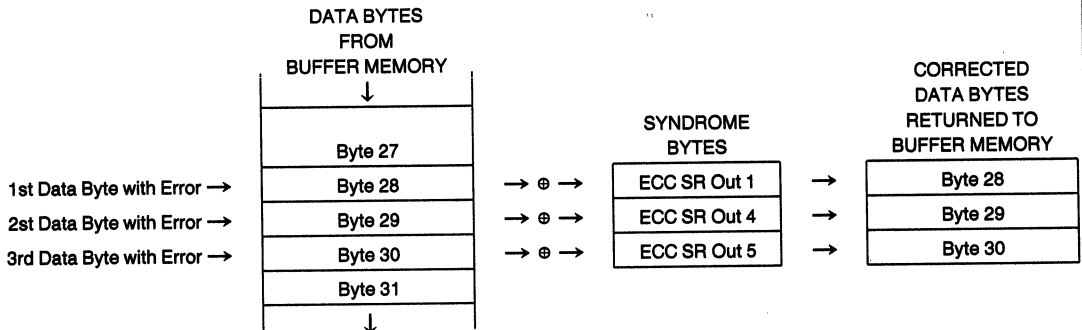 DATA BYTES
FROM
BUFFER MEMORY
↓
Byte 27
1st Data Byte with Error → Byte 28 → ⊕ →
2st Data Byte with Error → Byte 29 → ⊕ →
3rd Data Byte with Error → Byte 30 → ⊕ →
Byte 31
↓
SYNDROME
BYTES
ECC SR Out 1 →
ECC SR Out 4 →
ECC SR Out 5 →
CORRECTED
DATA BYTES
RETURNED TO
BUFFER MEMORY
Byte 28
Byte 29
Byte 30